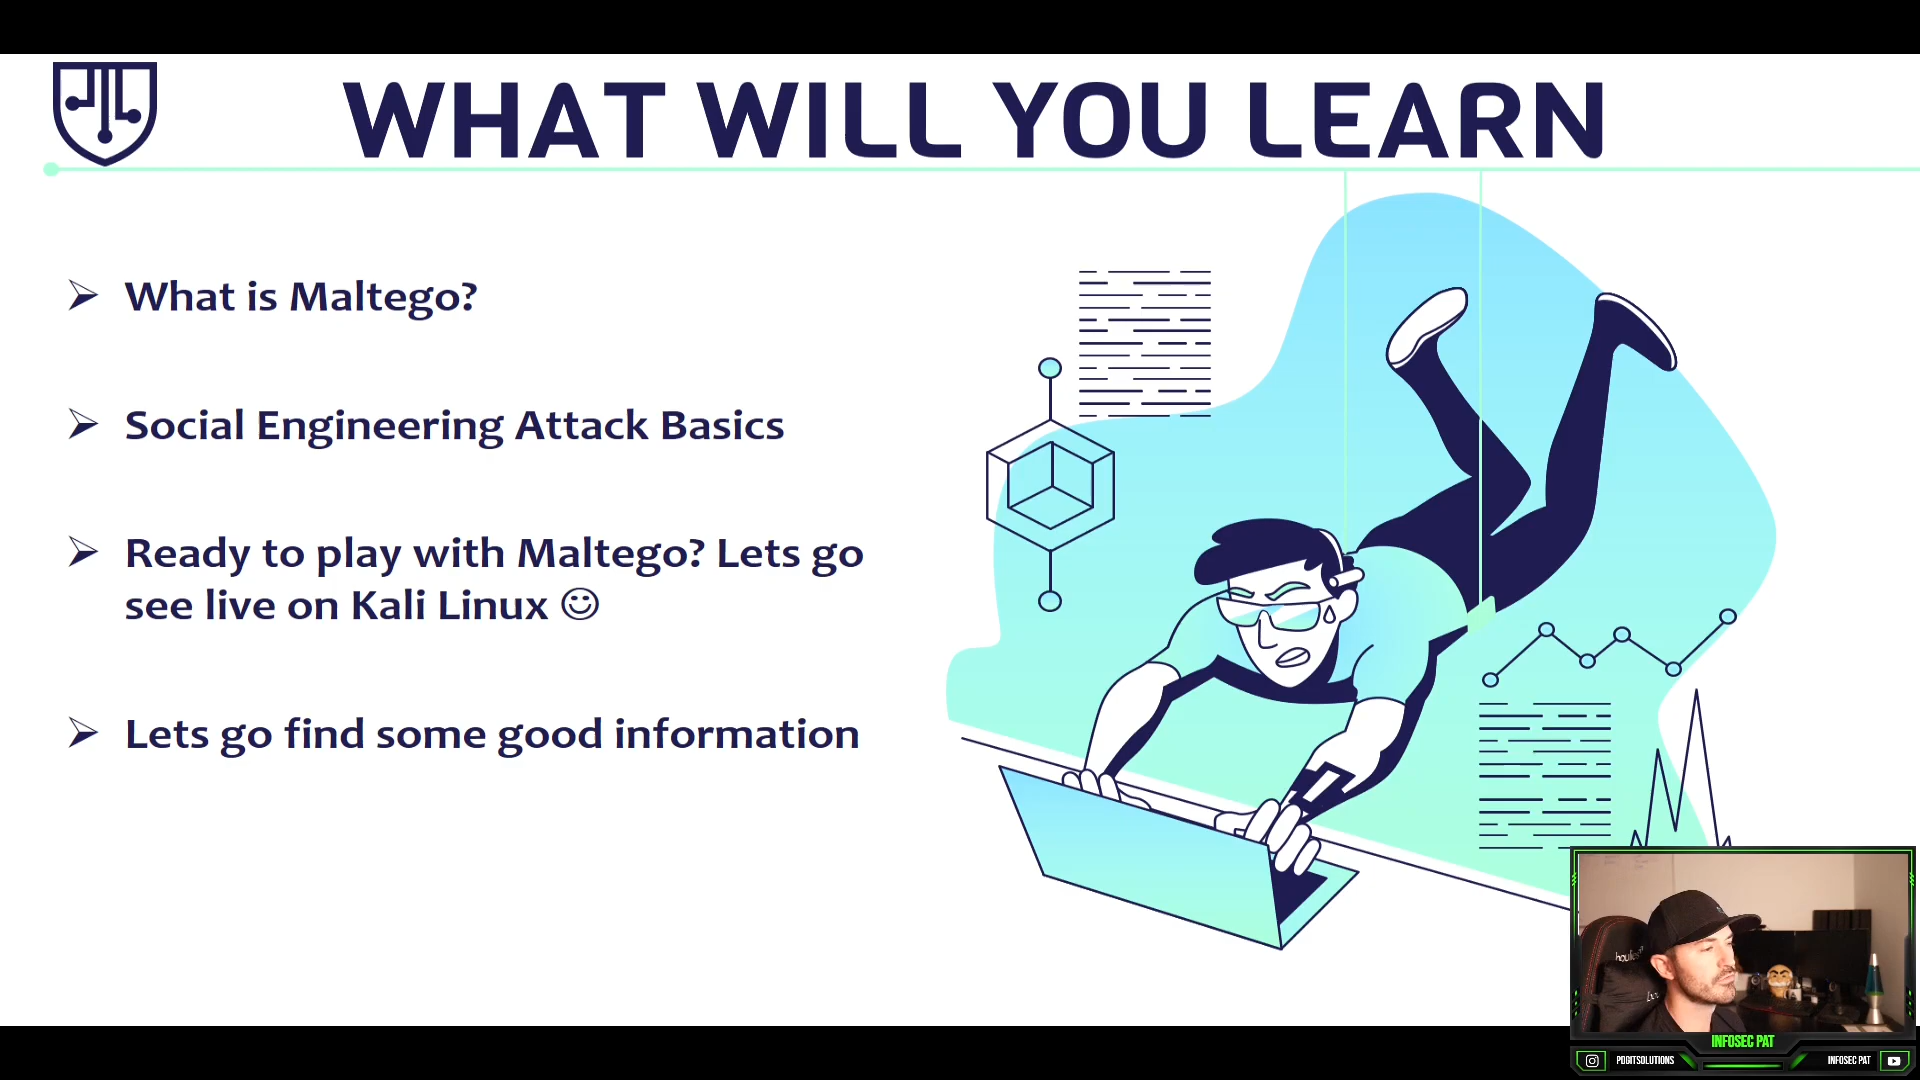 WHAT WILL YOU LEARN
What is Maltego?
Social Engineering Attack Basics
Ready to play with Maltego? Lets go
see live on Kali Linux ☺
Lets go find some good information
INFOSEC PAT
PDBITSOLUTIONS
INFOSEC PAT